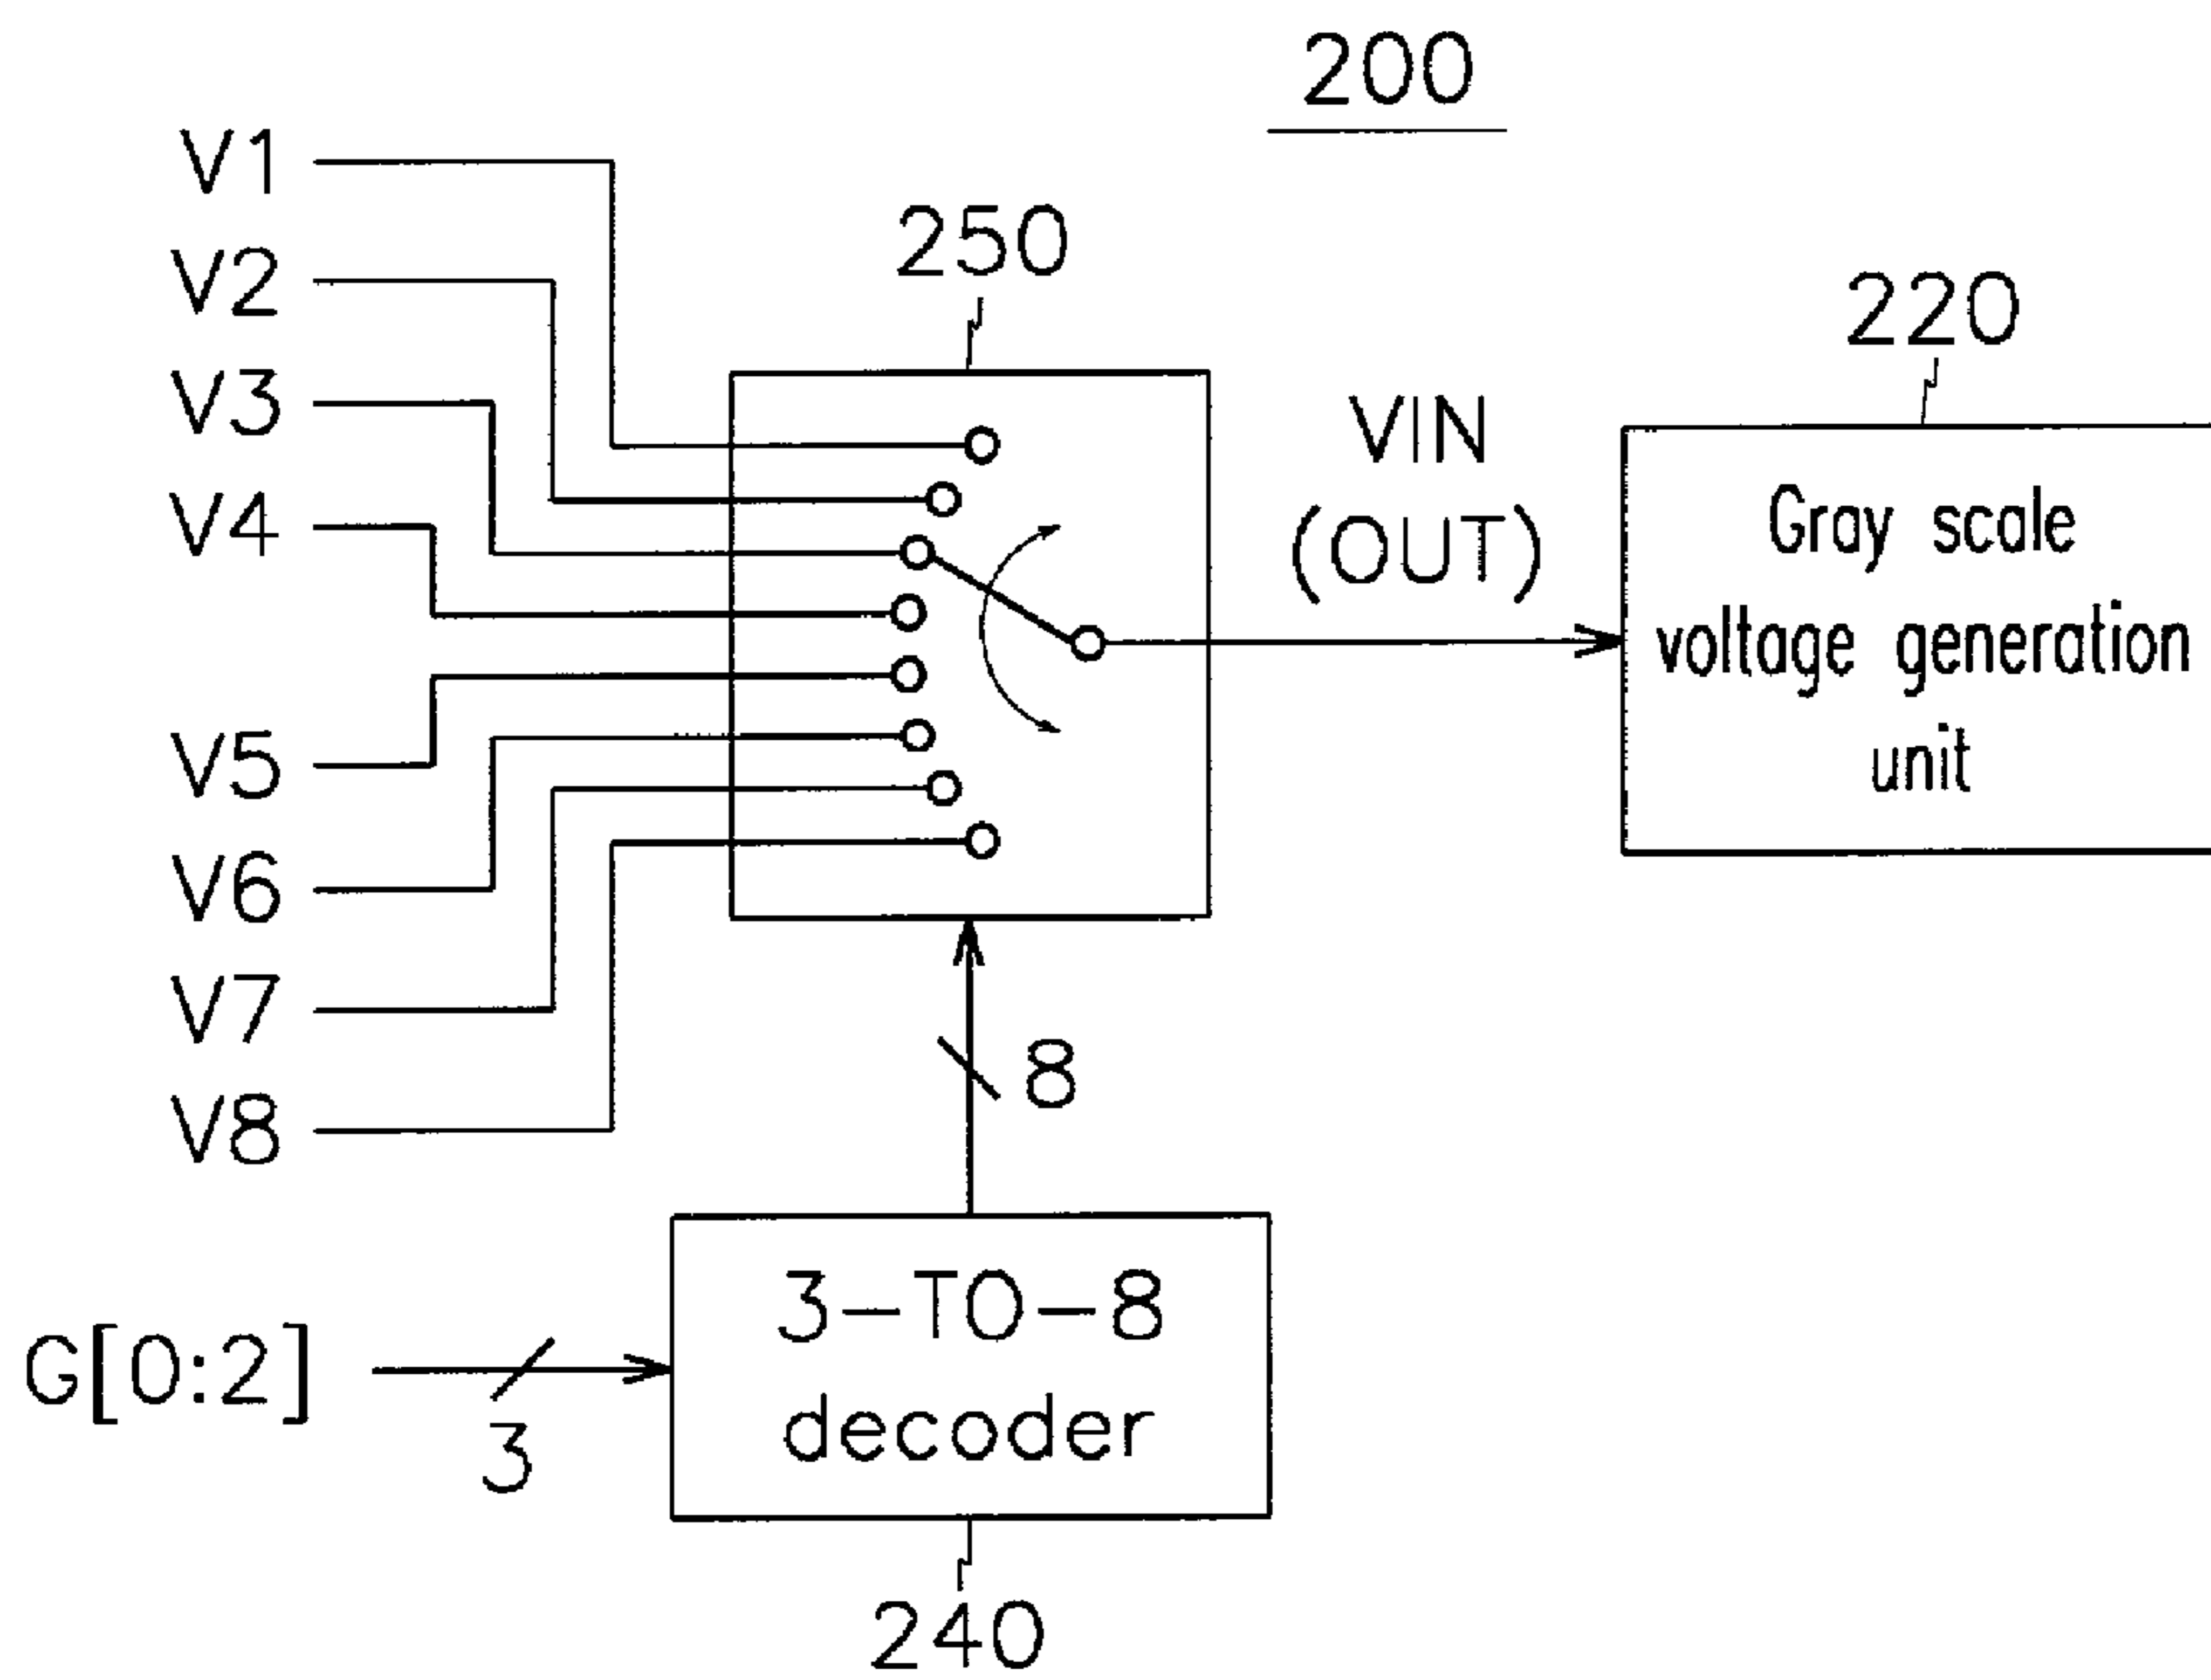 200
V1
V2
V3
V4
V5
V6
V7
V8
250
VIN
(OUT)
220
Gray scale
voltage generation
unit
8
G[0:2]
3
3-TO-8
decoder
240